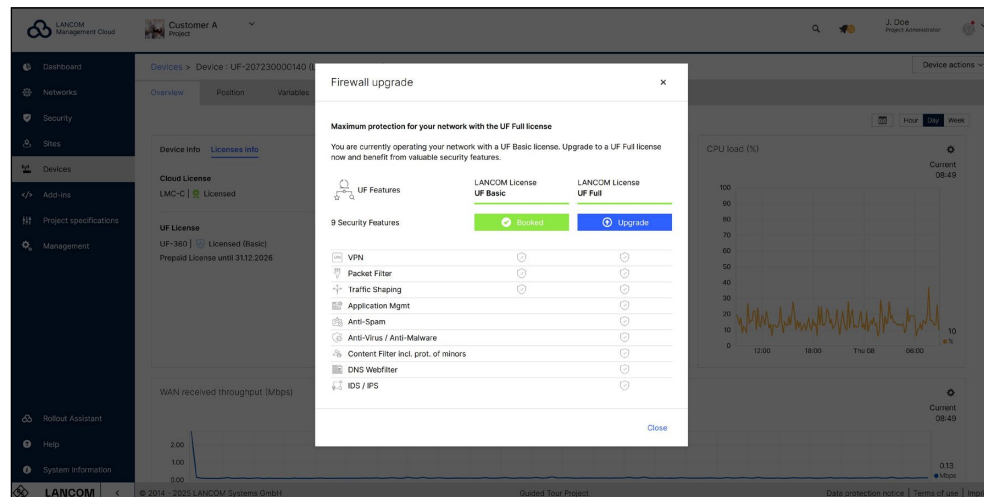 LANCOM
Management Cloud
Customer A
Project
J. Doe
Project Administrator
Dashboard
Networks
Security
Sites
Devices
Add-ins
Project specifications
Management
Rollout Assistant
Help
System information
LANCOM <
Devices > Device : UF-207230000140 (L
Device actions
Overview Position Variables
Hour Day Week
Device info Licenses info
Cloud License
LMC-C | Licensed
UF License
UF-360 | Licensed (Basic)
Prepaid License until 31.12.2026
Firewall upgrade ×
Maximum protection for your network with the UF Full license
You are currently operating your network with a UF Basic license. Upgrade to a UF Full license
now and benefit from valuable security features.
UF Features
LANCOM License
UF Basic
LANCOM License
UF Full
9 Security Features Booked Upgrade
VPN
Packet Filter
Traffic Shaping
Application Mgmt
Anti-Spam
Anti-Virus / Anti-Malware
Content Filter incl. prot. of minors
DNS Webfilter
IDS / IPS
Close
CPU load (%)
Current
08:49
100
90
80
70
60
50
40
30
20
10
0
10
%
12:00 18:00 Thu 08 06:00
WAN received throughput (Mbps)
Current
08:49
2.00
1.00
0.00
0.13
Mbps
© 2014 - 2025 LANCOM Systems GmbH Guided Tour Project Data protection notice | Terms of use | Impr